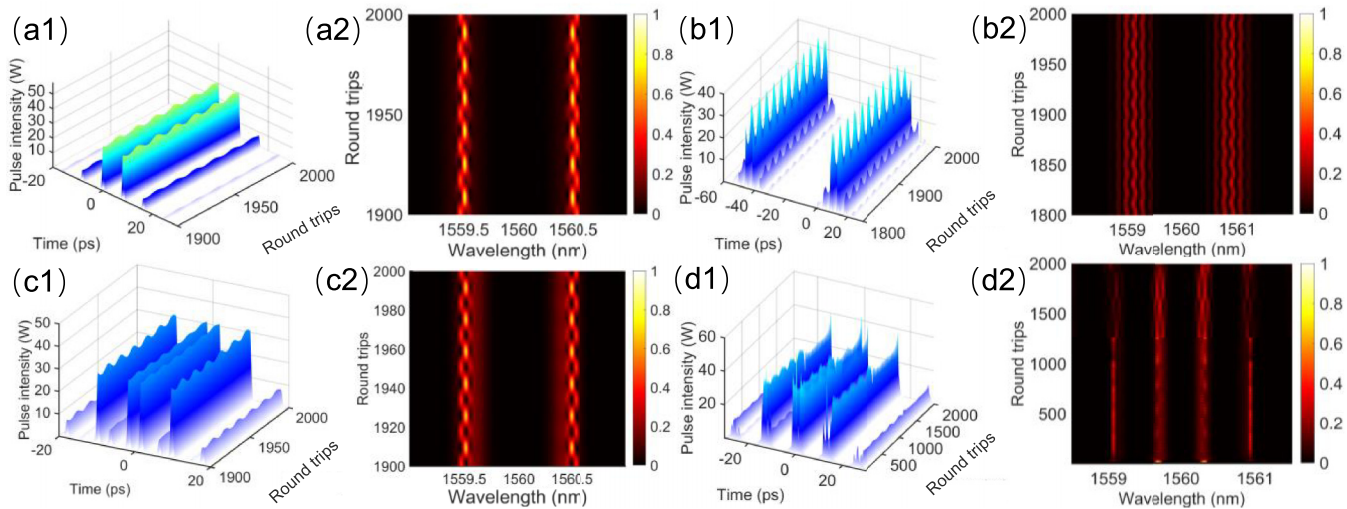 (a1)
Pulse intensity (W)
50
40
30
20
10
-20
0
20
Time (ps)
1900
1950
2000
Round trips
(a2)
2000
1950
1900
Round trips
1559.5 1560 1560.5
Wavelength (nm)
1
0.8
0.6
0.4
0.2
0
(b1)
Pulse intensity (W)
40
30
20
10
-60
-40
-20
0
20
Time (ps)
1800
1900
2000
Round trips
(b2)
2000
1950
1900
1850
1800
Round trips
1559 1560 1561
Wavelength (nm)
1
0.8
0.6
0.4
0.2
0
(c1)
Pulse intensity (W)
50
40
30
20
10
-20
0
20
Time (ps)
1900
1950
2000
Round trips
(c2)
2000
1980
1960
1940
1920
1900
Round trips
1559.5 1560 1560.5
Wavelength (nm)
1
0.8
0.6
0.4
0.2
0
(d1)
Pulse intensity (W)
60
40
20
-20
0
20
Time (ps)
500
1000
1500
2000
Round trips
(d2)
2000
1500
1000
500
Round trips
1559 1560 1561
Wavelength (nm)
1
0.8
0.6
0.4
0.2
0